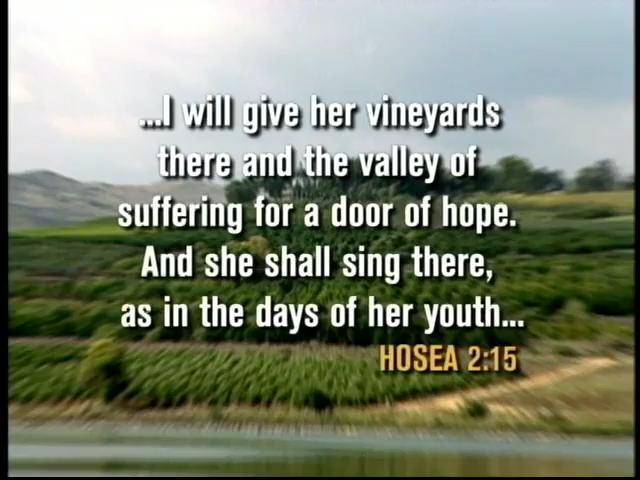 ...I will give her vineyards
there and the valley of
suffering for a door of hope.
And she shall sing there,
as in the days of her youth...
HOSEA 2:15